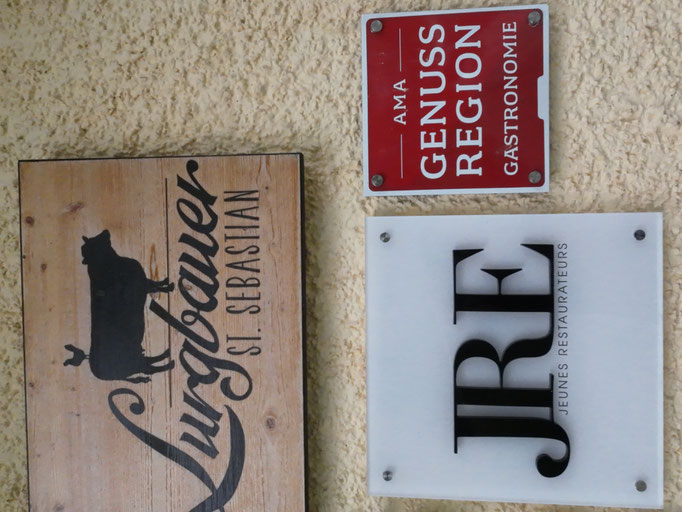 Lurgbauer
ST. SEBASTIAN
AMA
GENUSS
REGION
GASTRONOMIE
JRE
JEUNES RESTAURATEURS